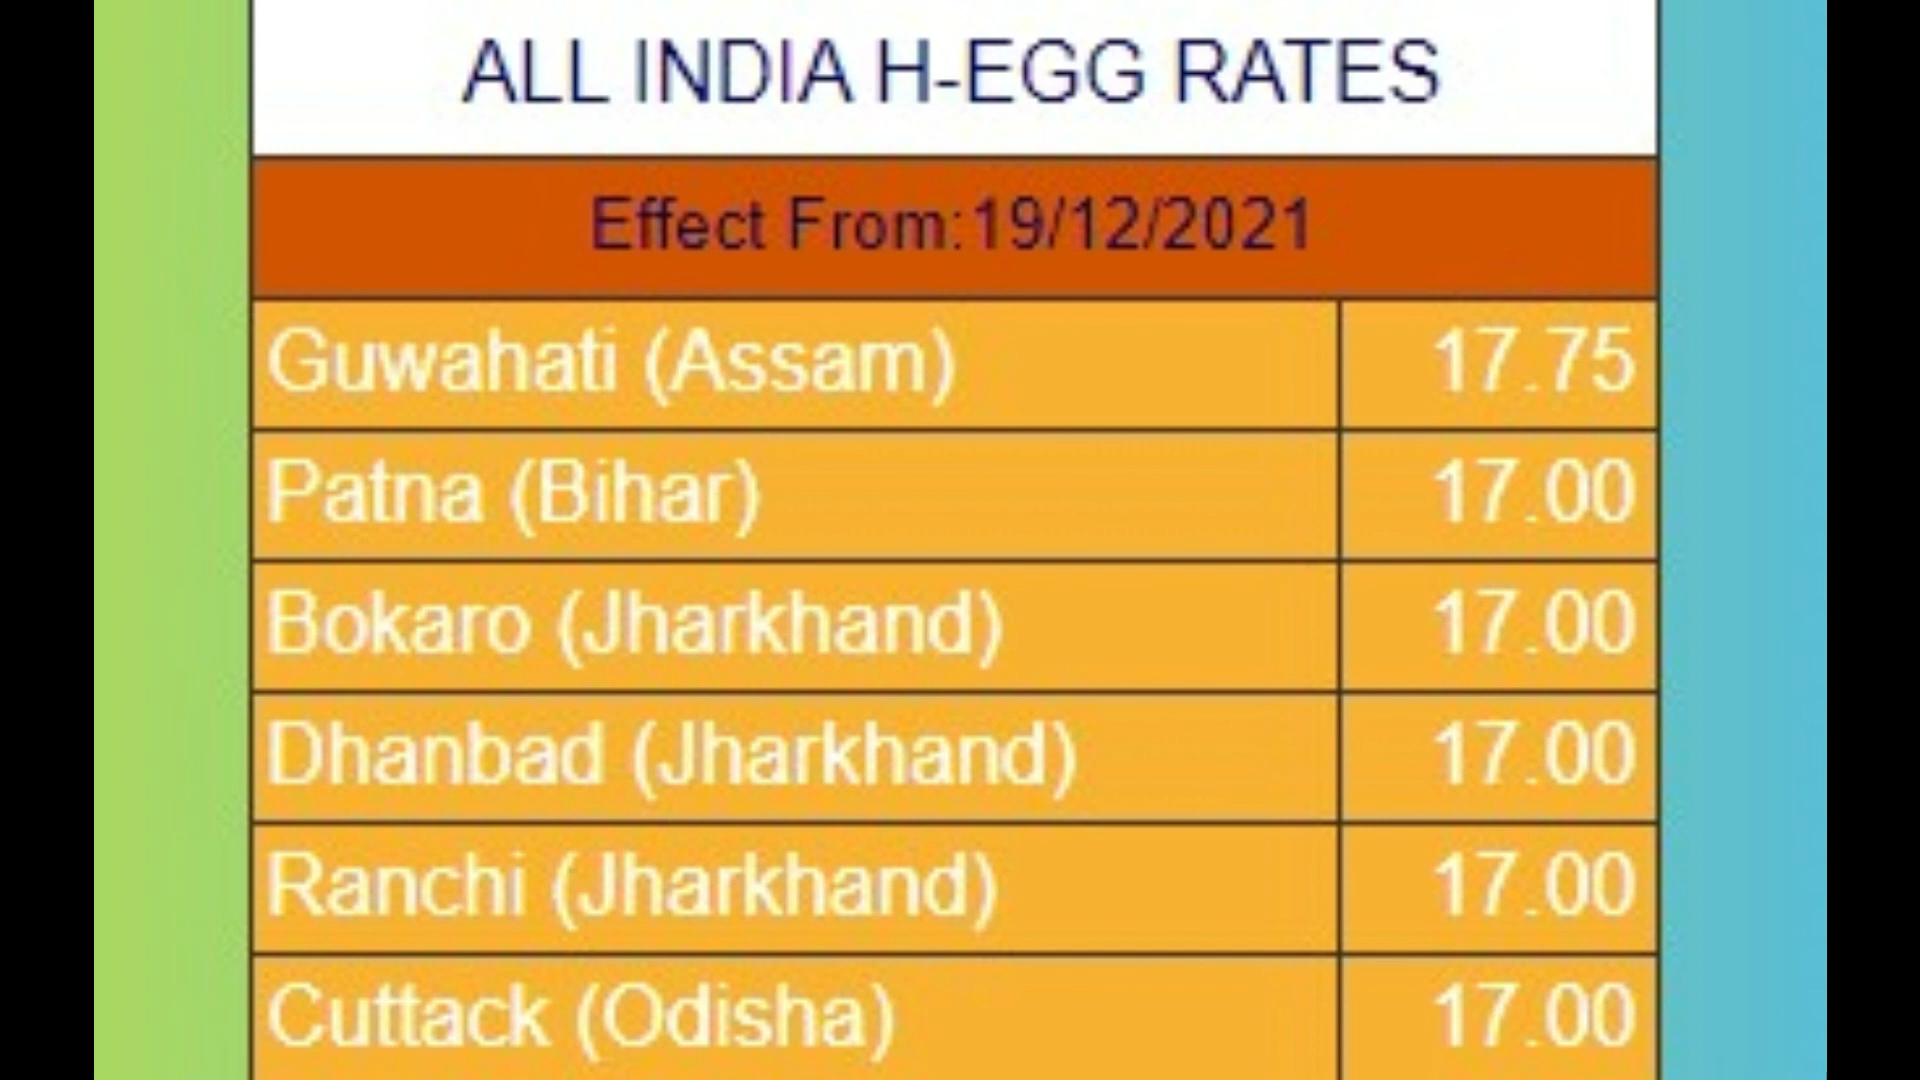 ALL INDIA H-EGG RATES
Effect From:19/12/2021
Guwahati (Assam) 17.75
Patna (Bihar) 17.00
Bokaro (Jharkhand) 17.00
Dhanbad (Jharkhand) 17.00
Ranchi (Jharkhand) 17.00
Cuttack (Odisha) 17.00